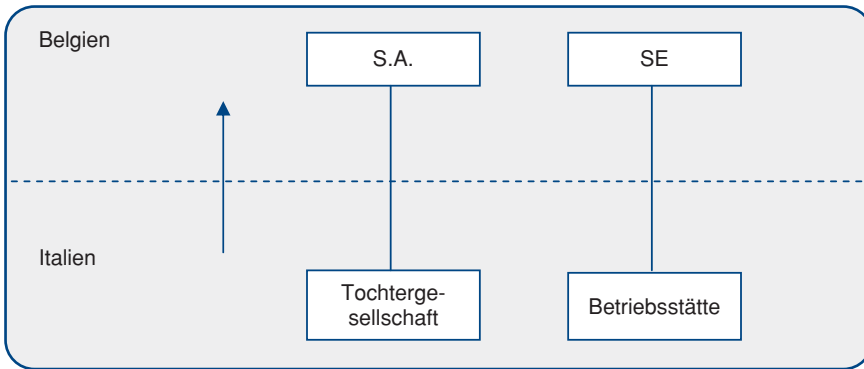 Belgien
S.A.
SE
Italien
Tochterge-
sellschaft
Betriebsstätte